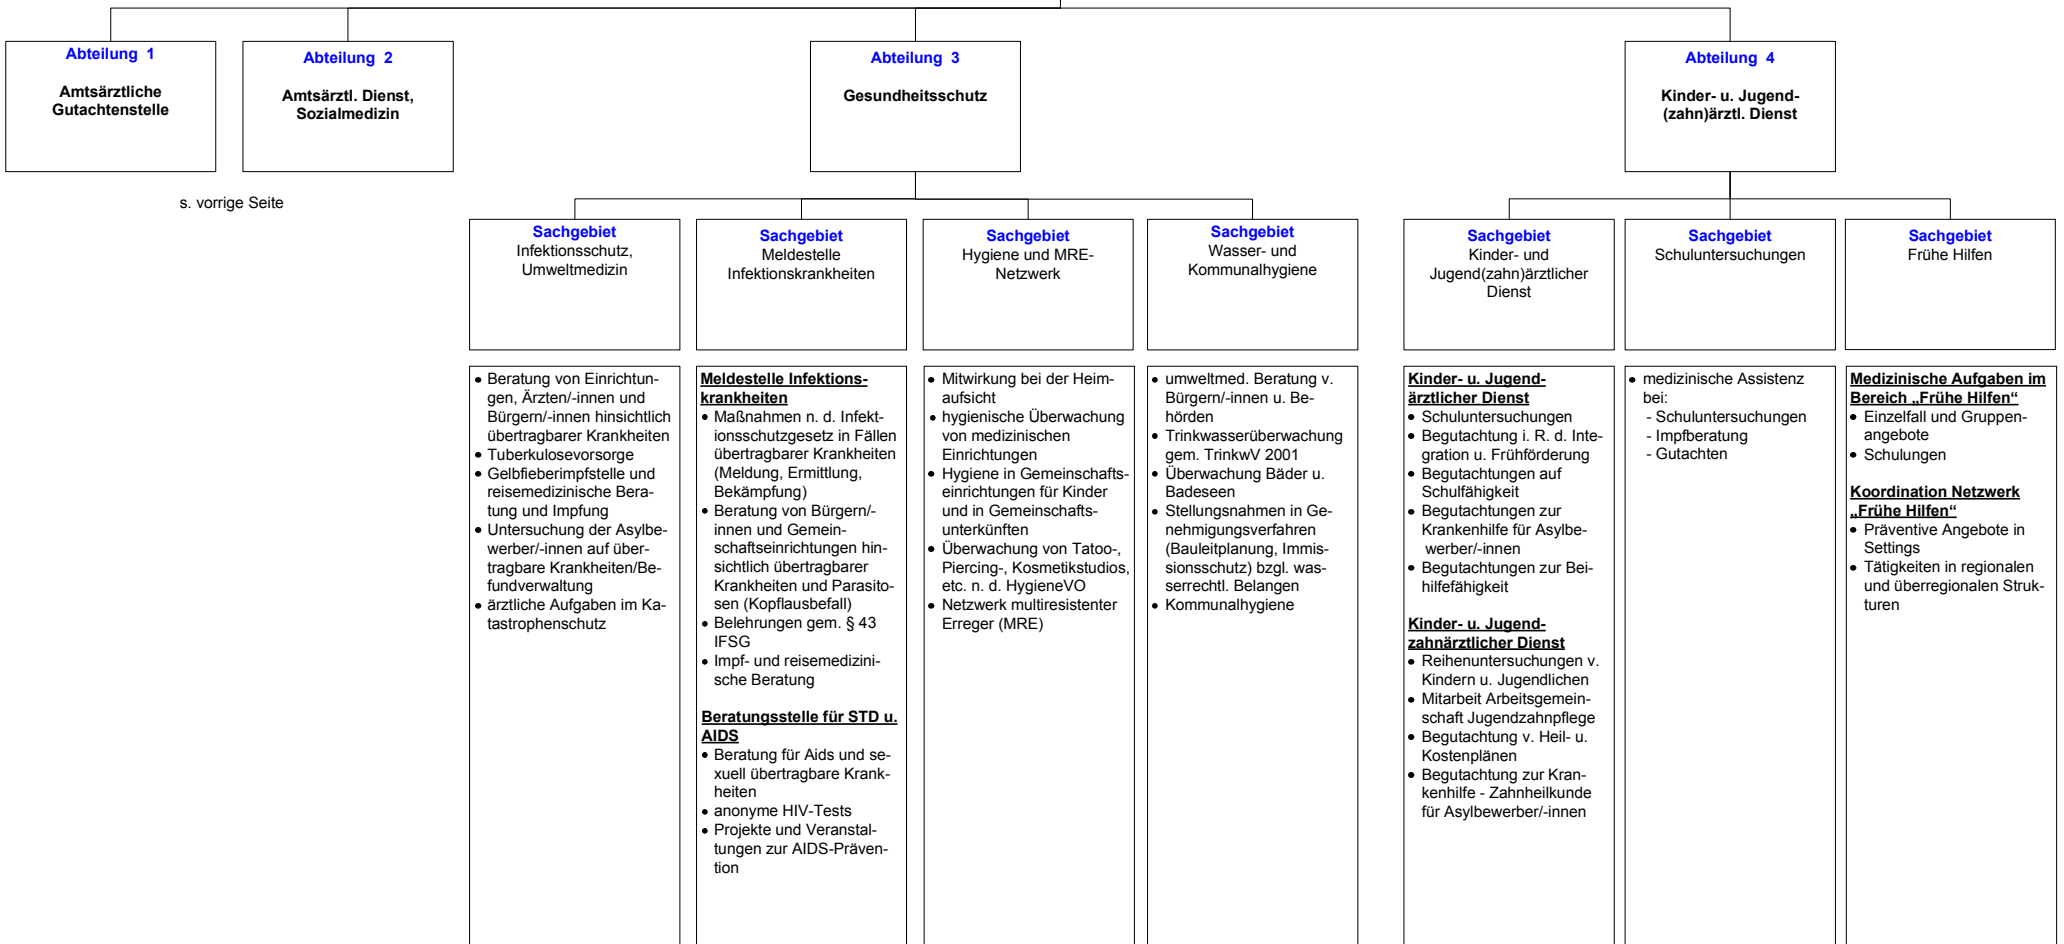 Abteilung 1
Amtsärztliche
Gutachtenstelle
Abteilung 2
Amtsärztl. Dienst,
Sozialmedizin
Abteilung 3
Gesundheitsschutz
Abteilung 4
Kinder- u. Jugend-
(zahn)ärztl. Dienst
s. vorrige Seite
Sachgebiet
Infektionsschutz,
Umweltmedizin
Sachgebiet
Meldestelle
Infektionskrankheiten
Sachgebiet
Hygiene und MRE-
Netzwerk
Sachgebiet
Wasser- und
Kommunalhygiene
Sachgebiet
Kinder- und
Jugend(zahn)ärztlicher
Dienst
Sachgebiet
Schuluntersuchungen
Sachgebiet
Frühe Hilfen
• Beratung von Einrichtun-
gen, Ärzten/-innen und
Bürgern/-innen hinsichtlich
übertragbarer Krankheiten
• Tuberkulosevorsorge
• Gelbfieberimpfstelle und
reisemedizinische Bera-
tung und Impfung
• Untersuchung der Asylbe-
werber/-innen auf über-
tragbare Krankheiten/Be-
fundverwaltung
• ärztliche Aufgaben im Ka-
tastrophenschutz
Meldestelle Infektions-
krankheiten
• Maßnahmen n. d. Infekt-
ionsschutzgesetz in Fällen
übertragbarer Krankheiten
(Meldung, Ermittlung,
Bekämpfung)
• Beratung von Bürgern/-
innen und Gemein-
schaftseinrichtungen hin-
sichtlich übertragbarer
Krankheiten und Parasito-
sen (Kopflausbefall)
• Belehrungen gem. § 43
IFSG
• Impf- und reisemedizini-
sche Beratung
Beratungsstelle für STD u.
AIDS
• Beratung für Aids und se-
xuell übertragbare Krank-
heiten
• anonyme HIV-Tests
• Projekte und Veranstal-
tungen zur AIDS-Präven-
tion
• Mitwirkung bei der Heim-
aufsicht
• hygienische Überwachung
von medizinischen
Einrichtungen
• Hygiene in Gemeinschafts-
einrichtungen für Kinder
und in Gemeinschafts-
unterkünften
• Überwachung von Tatoo-,
Piercing-, Kosmetikstudios,
etc. n. d. HygieneVO
• Netzwerk multiresistenter
Erreger (MRE)
• umweltmed. Beratung v.
Bürgern/-innen u. Be-
hörden
• Trinkwasserüberwachung
gem. TrinkwV 2001
• Überwachung Bäder u.
Badeseen
• Stellungsnahmen in Ge-
nehmigungsverfahren
(Bauleitplanung, Immis-
sionsschutz) bzgl. was-
serrechtl. Belangen
• Kommunalhygiene
Kinder- u. Jugend-
ärztlicher Dienst
• Schuluntersuchungen
• Begutachtung i. R. d. Inte-
gration u. Frühförderung
• Begutachtungen auf
Schulfähigkeit
• Begutachtungen zur
Krankenhilfe für Asylbe-
werber/-innen
• Begutachtungen zur Bei-
hilfefähigkeit
Kinder- u. Jugend-
zahnärztlicher Dienst
• Reihenuntersuchungen v.
Kindern u. Jugendlichen
• Mitarbeit Arbeitsgemein-
schaft Jugendzahnpflege
• Begutachtung v. Heil- u.
Kostenplänen
• Begutachtung zur Kran-
kenhilfe - Zahnheilkunde
für Asylbewerber/-innen
• medizinische Assistenz
bei:
- Schuluntersuchungen
- Impfberatung
- Gutachten
Medizinische Aufgaben im
Bereich „Frühe Hilfen“
• Einzelfall und Gruppen-
angebote
• Schulungen
Koordination Netzwerk
„Frühe Hilfen“
• Präventive Angebote in
Settings
• Tätigkeiten in regionalen
und überregionalen Struk-
turen